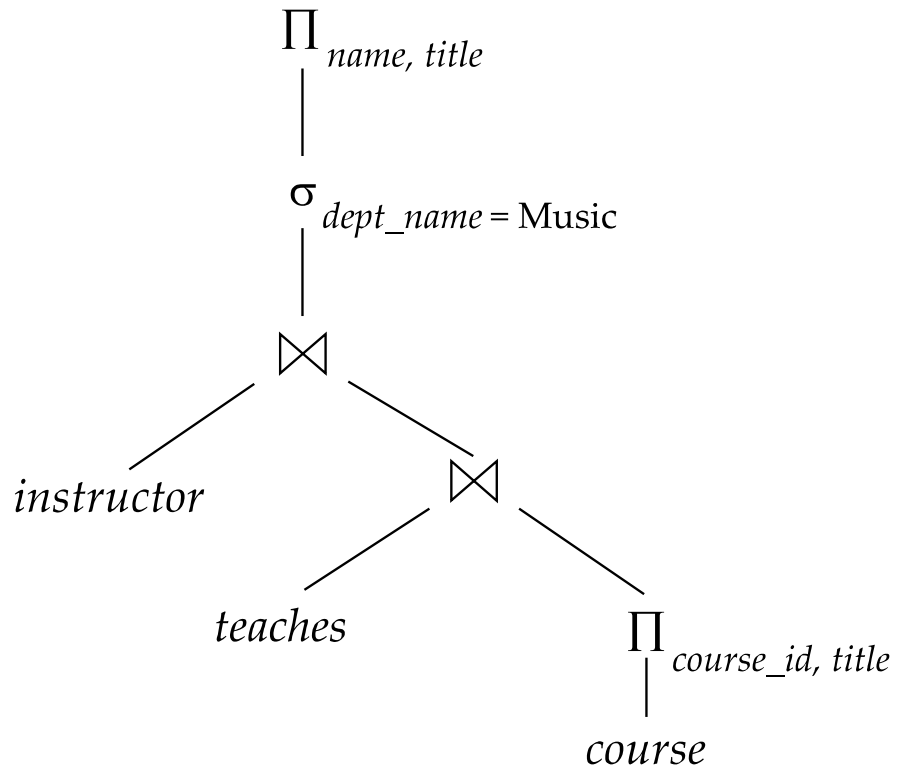 ∏ name, title
σ dept_name = Music
⋈
instructor
⋈
teaches
∏ course_id, title
course